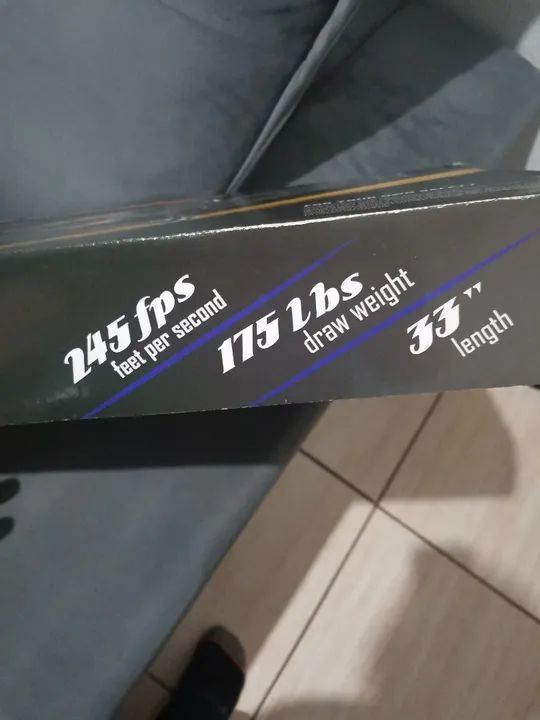 245 fps
feet per second
175 Lbs
draw weight
33"
length